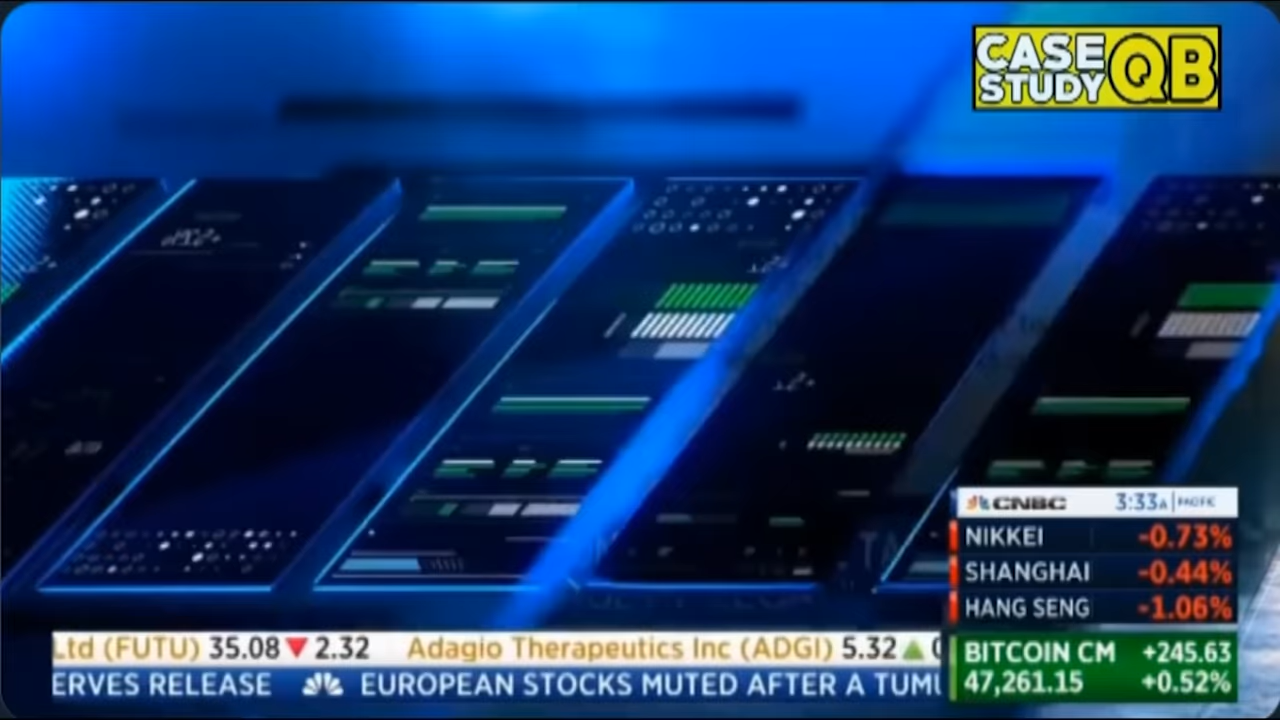 CASE
STUDY QB
CNBC 3:33A | PACIFIC
NIKKEI -0.73%
SHANGHAI -0.44%
HANG SENG -1.06%
BITCOIN CM +245.63
47,261.15 +0.52%
Ltd (FUTU) 35.08 ▼ 2.32 Adagio Therapeutics Inc (ADGI) 5.32 ▲
ERVES RELEASE EUROPEAN STOCKS MUTED AFTER A